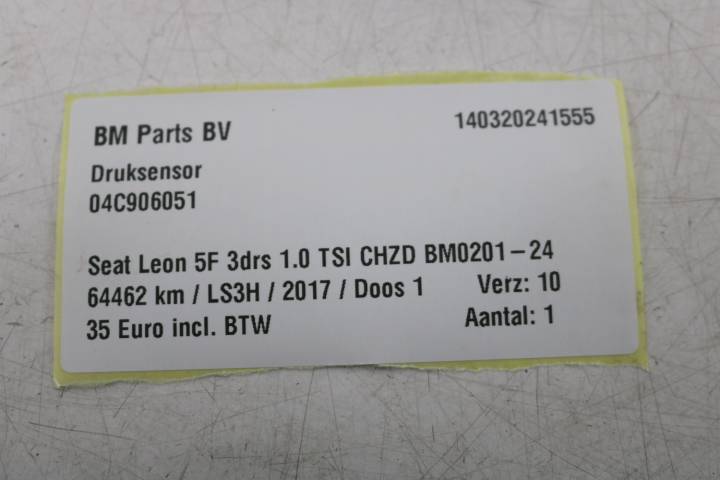 BM Parts BV 140320241555
Druksensor
04C906051
Seat Leon 5F 3drs 1.0 TSI CHZD BM0201-24
64462 km / LS3H / 2017 / Doos 1 Verz: 10
35 Euro incl. BTW Aantal: 1